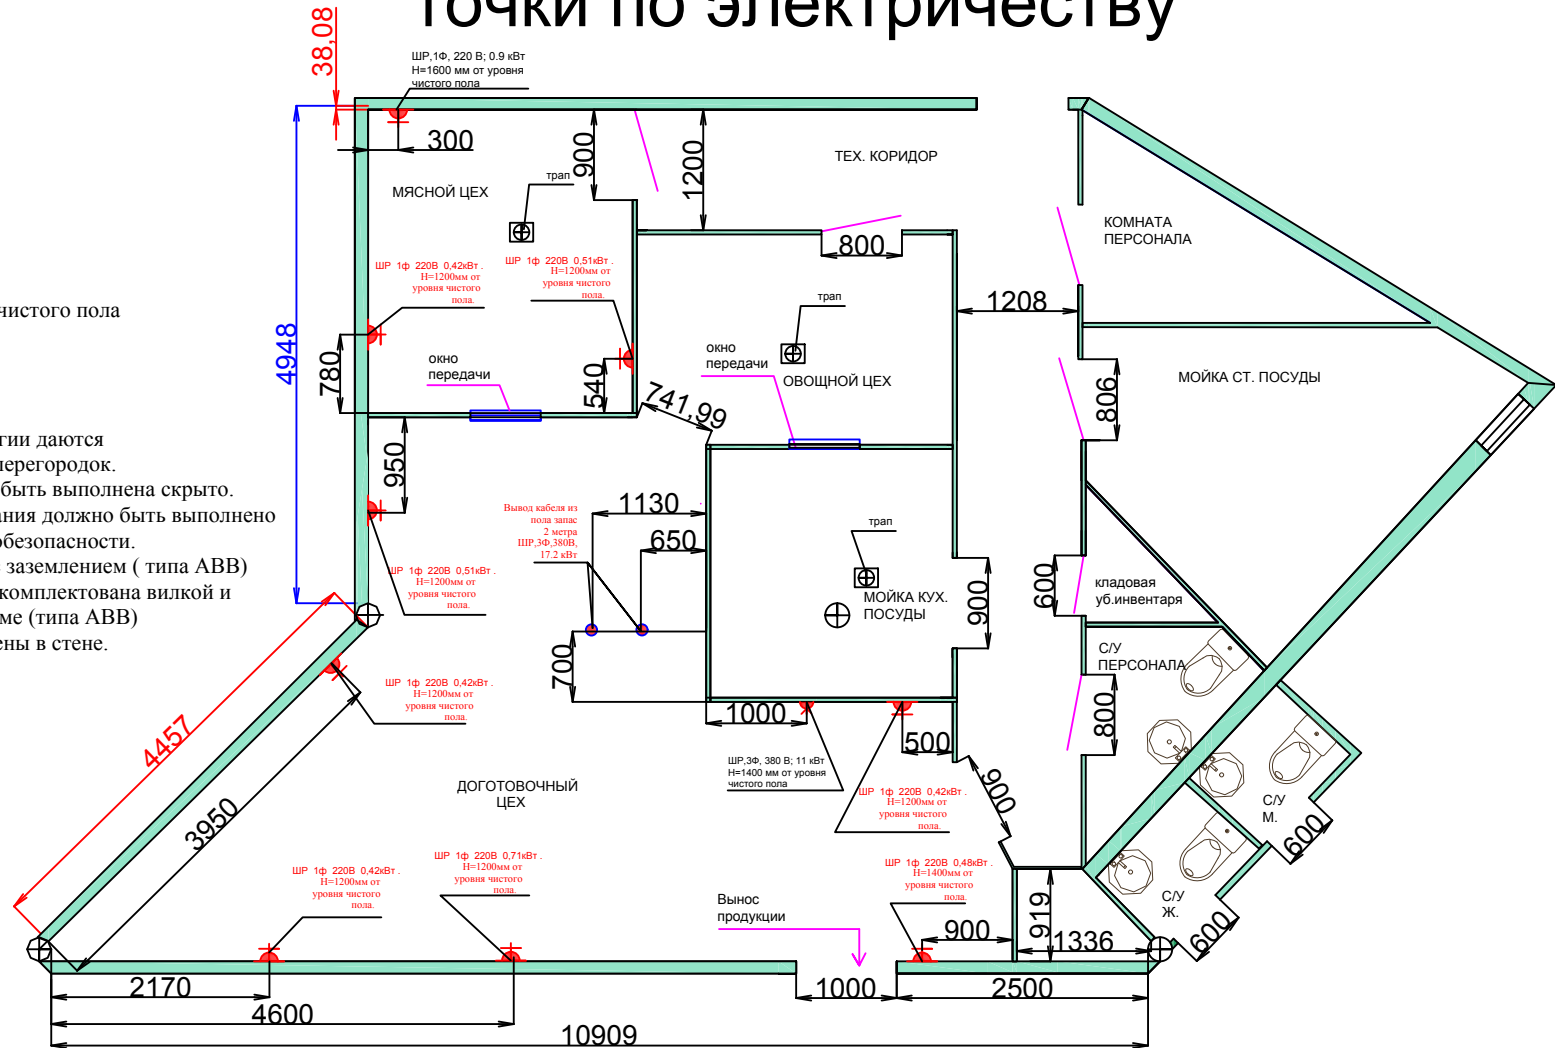 точки по электричеству
38,08
ШР,1Ф, 220 В; 0.9 кВт
Н=1600 мм от уровня
чистого пола
300
900
1200
ТЕХ. КОРИДОР
МЯСНОЙ ЦЕХ
трап
КОМНАТА
ПЕРСОНАЛА
800
ШР 1ф 220В 0,42кВт .
Н=1200мм от
уровня чистого
пола.
ШР 1ф 220В 0,51кВт .
Н=1200мм от
уровня чистого
пола.
трап
1208
чистого пола
4948
780
окно
передачи
540
741,99
окно
передачи
ОВОЩНОЙ ЦЕХ
806
МОЙКА СТ. ПОСУДЫ
гии даются
перегородок.
быть выполнена скрыто.
ания должно быть выполнено
обезопасности.
с заземлением ( типа АВВ)
комплектована вилкой и
ме (типа АВВ)
ены в стене.
950
Вывод кабеля из
пола запас
2 метра
ШР,3Ф,380В,
17.2 кВт
1130
650
трап
МОЙКА КУХ.
ПОСУДЫ
900
600
кладовая
уб.инвентаря
ШР 1ф 220В 0,51кВт .
Н=1200мм от
уровня чистого
пола.
700
С/У
ПЕРСОНАЛА
ШР 1ф 220В 0,42кВт .
Н=1200мм от
уровня чистого
пола.
1000
500
800
4457
3950
ДОГОТОВОЧНЫЙ
ЦЕХ
ШР,3Ф, 380 В; 11 кВт
Н=1400 мм от уровня
чистого пола
ШР 1ф 220В 0,42кВт .
Н=1200мм от
уровня чистого
пола.
900
С/У
М.
600
ШР 1ф 220В 0,42кВт .
Н=1200мм от
уровня чистого
пола.
ШР 1ф 220В 0,71кВт .
Н=1200мм от
уровня чистого
пола.
ШР 1ф 220В 0,48кВт .
Н=1400мм от
уровня чистого
пола.
Вынос
продукции
900
919
1336
С/У
Ж.
600
2170
1000
2500
4600
10909